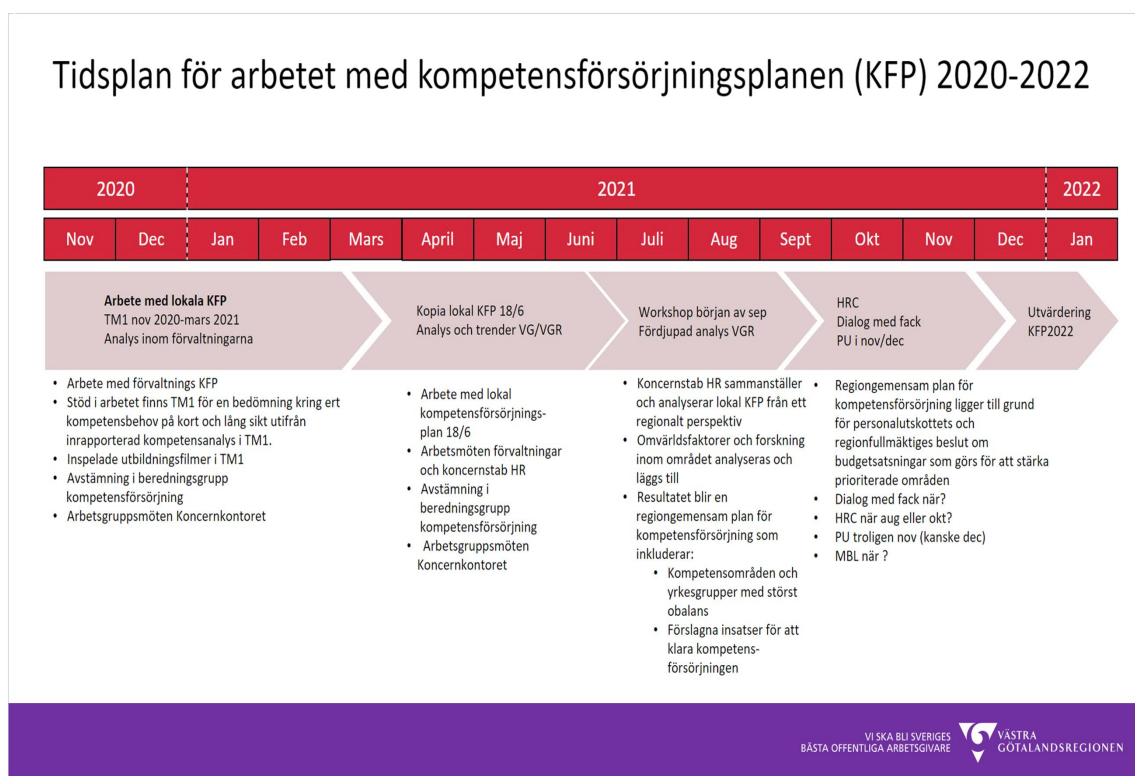 Tidsplan för arbetet med kompetensförsörjningsplanen (KFP) 2020-2022
2020
2021
2022
Nov
Dec
Jan
Feb
Mars
April
Maj
Juni
Juli
Aug
Sept
Okt
Nov
Dec
Jan
Arbete med lokala KFP
TM1 nov 2020-mars 2021
Analys inom förvaltningarna
Kopia lokal KFP 18/6
Analys och trender VG/VGR
Workshop början av sep
Fördjupad analys VGR
HRC
Dialog med fack
PU i nov/dec
Utvärdering
KFP2022
• Arbete med förvaltnings KFP
• Stöd i arbetet finns TM1 för en bedömning kring ert
kompetensbehov på kort och lång sikt utifrån
inrapporterad kompetensanalys i TM1.
• Inspelade utbildningsfilmer i TM1
• Avstämning i beredningsgrupp
kompetensförsörjning
• Arbetsgruppsmöten Koncernkontoret
• Arbete med lokal
kompetensförsörjnings-
plan 18/6
• Arbetsmöten förvaltningar
och koncernstab HR
• Avstämning i
beredningsgrupp
kompetensförsörjning
• Arbetsgruppsmöten
Koncernkontoret
• Koncernstab HR sammanställer
och analyserar lokal KFP från ett
regionalt perspektiv
• Omvärldsfaktorer och forskning
inom området analyseras och
läggs till
• Resultatet blir en
regiongemensam plan för
kompetensförsörjning som
inkluderar:
• Kompetensområden och
yrkesgrupper med störst
obalans
• Förslagna insatser för att
klara kompetens-
försörjningen
• Regiongemensam plan för
kompetensförsörjning ligger till grund
för personalutskottets och
regionfullmäktiges beslut om
budgetsatsningar som görs för att stärka
prioriterade områden
• Dialog med fack när?
• HRC när aug eller okt?
• PU troligen nov (kanske dec)
• MBL när ?
VI SKA BLI SVERIGES
BÄSTA OFFENTLIGA ARBETSGIVARE
VÄSTRA
GÖTALANDSREGIONEN